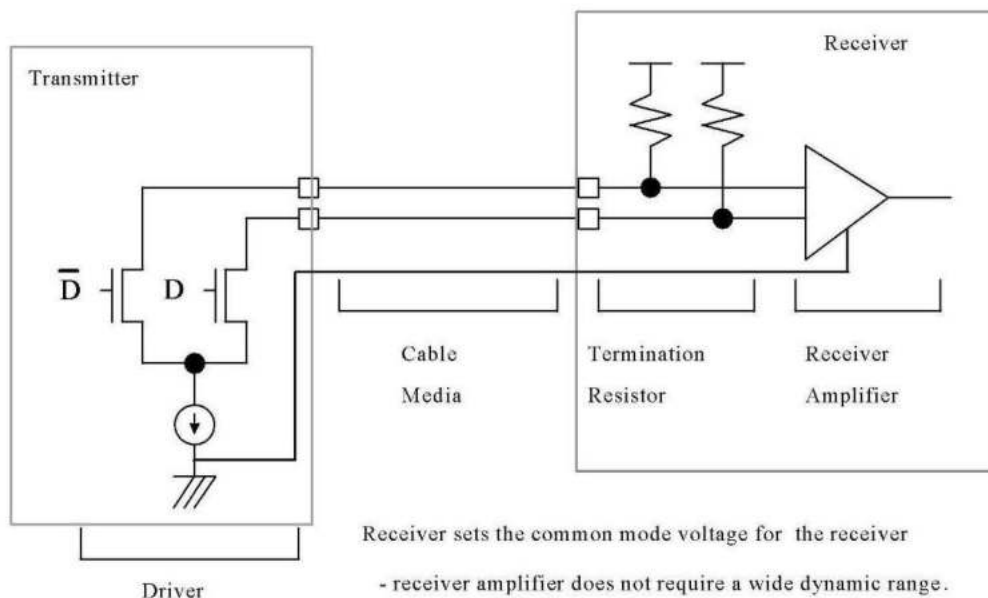 Receiver
Transmitter
D̅
D
Cable
Media
Termination
Resistor
Receiver
Amplifier
Receiver sets the common mode voltage for the receiver
- receiver amplifier does not require a wide dynamic range.
Driver